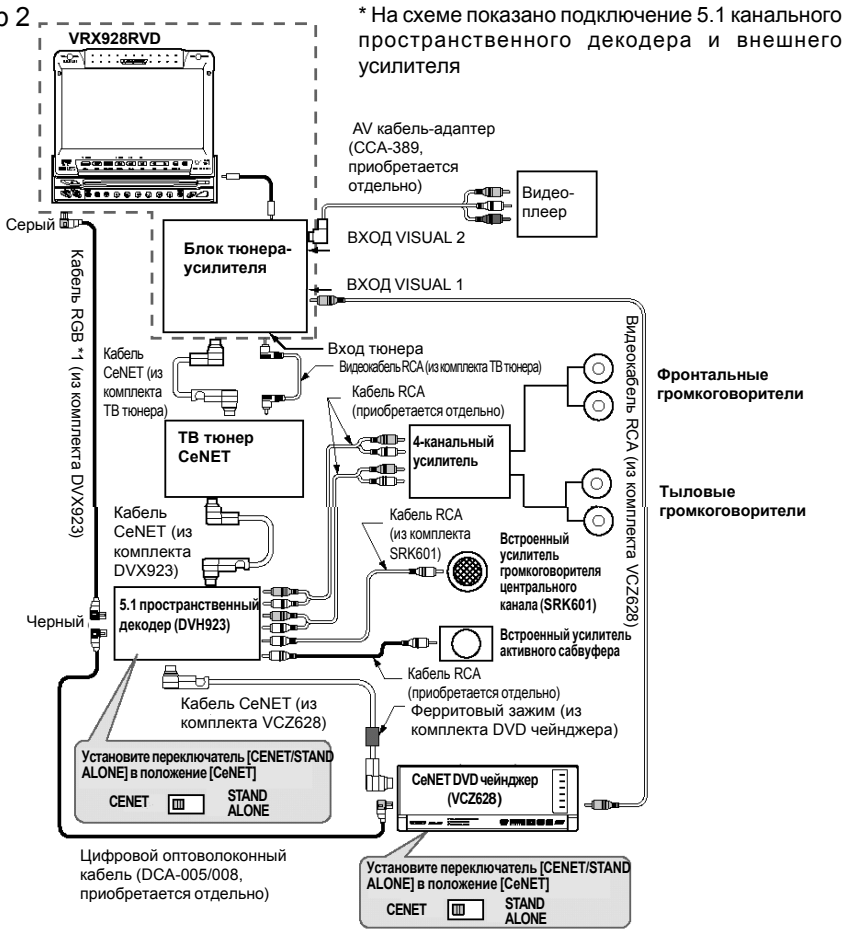 р 2
* На схеме показано подключение 5.1 канального
пространственного декодера и внешнего
усилителя
VRX928RVD
AV кабель-адаптер
(CCA-389,
приобретается
отдельно)
Видео-
плеер
Серый
Блок тюнера-
усилителя
ВХОД VISUAL 2
ВХОД VISUAL 1
Кабель RGB *1 (из комплекта DVX923)
Кабель
CeNET (из
комплекта
ТВ тюнера)
Вход тюнера
Видеокабель RCA (из комплекта ТВ тюнера)
Кабель RCA
(приобретается отдельно)
Видеокабель RCA (из комплекта VCZ628)
Фронтальные
громкоговорители
ТВ тюнер
CeNET
4-канальный
усилитель
Тыловые
громкоговорители
Кабель
CeNET (из
комплекта
DVX923)
Кабель RCA
(из комплекта
SRK601)
Встроенный
усилитель
громкоговорителя
центрального
канала (SRK601)
5.1 пространственный
декодер (DVH923)
Черный
Встроенный усилитель
активного сабвуфера
Кабель RCA
(приобретается отдельно)
Кабель CeNET (из
комплекта VCZ628)
Ферритовый зажим (из
комплекта DVD чейнджера)
Установите переключатель [CENET/STAND
ALONE] в положение [CeNET]
CENET
STAND
ALONE
CeNET DVD чейнджер
(VCZ628)
Цифровой оптоволоконный
кабель (DCA-005/008,
приобретается отдельно)
Установите переключатель [CENET/STAND
ALONE] в положение [CeNET]
CENET
STAND
ALONE